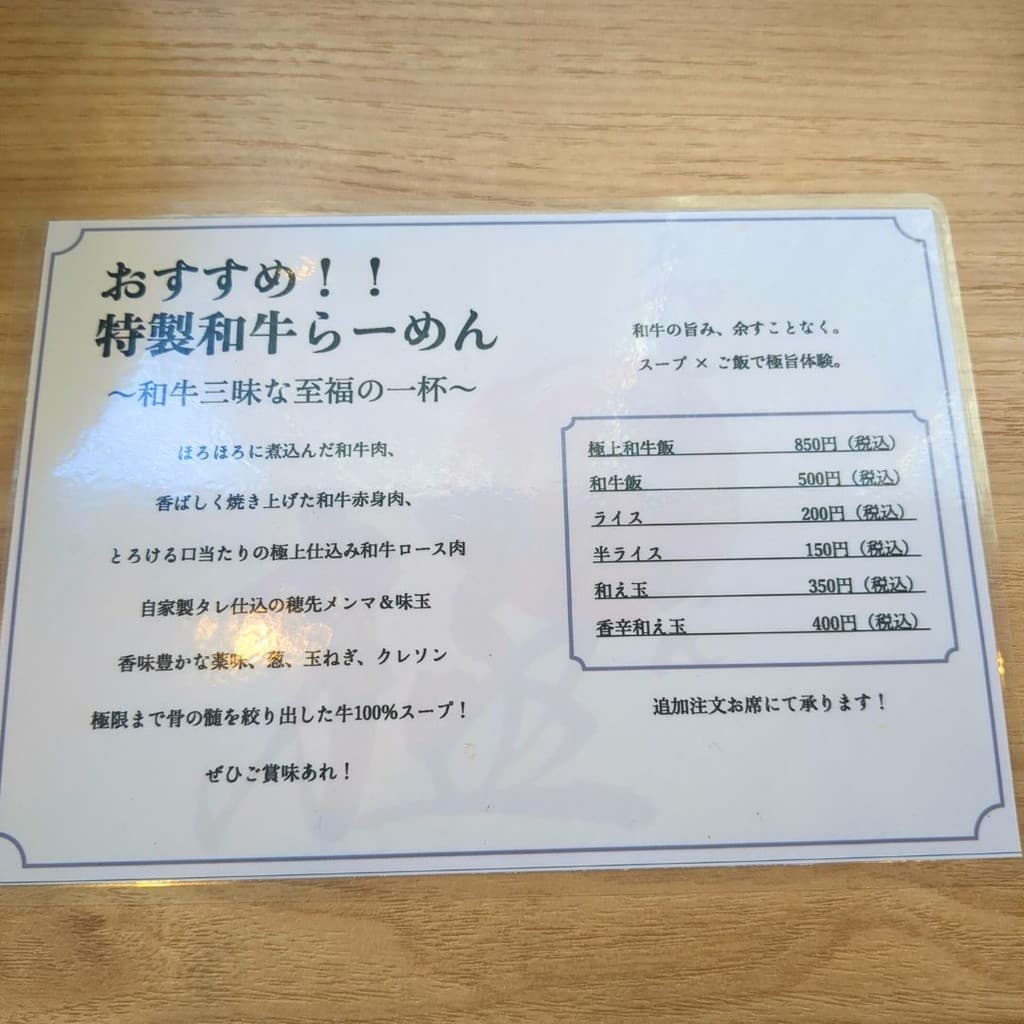 おすすめ！！
特製和牛らーめん
～和牛三昧な至福の一杯～
ほろほろに煮込んだ和牛肉、
香ばしく焼き上げた和牛赤身肉、
とろける口当たりの極上仕込み和牛ロース肉
自家製タレ仕込の穂先メンマ＆味玉
香味豊かな薬味、葱、玉ねぎ、クレソン
極限まで骨の髄を絞り出した牛100%スープ！
ぜひご賞味あれ！
和牛の旨み、余すことなく。
スープ × ご飯で極旨体験。
極上和牛飯 850円（税込）
和牛飯 500円（税込）
ライス 200円（税込）
半ライス 150円（税込）
和え玉 350円（税込）
香辛和え玉 400円（税込）
追加注文お席にて承ります！